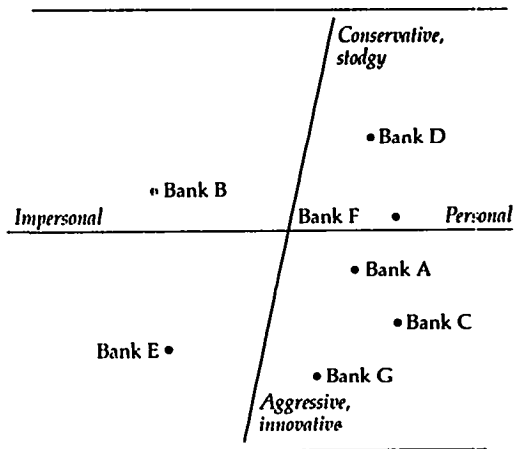 Conservative,
stodgy
Bank D
Bank B
Impersonal
Bank F
Personal
Bank A
Bank C
Bank E
Bank G
Aggressive,
innovative